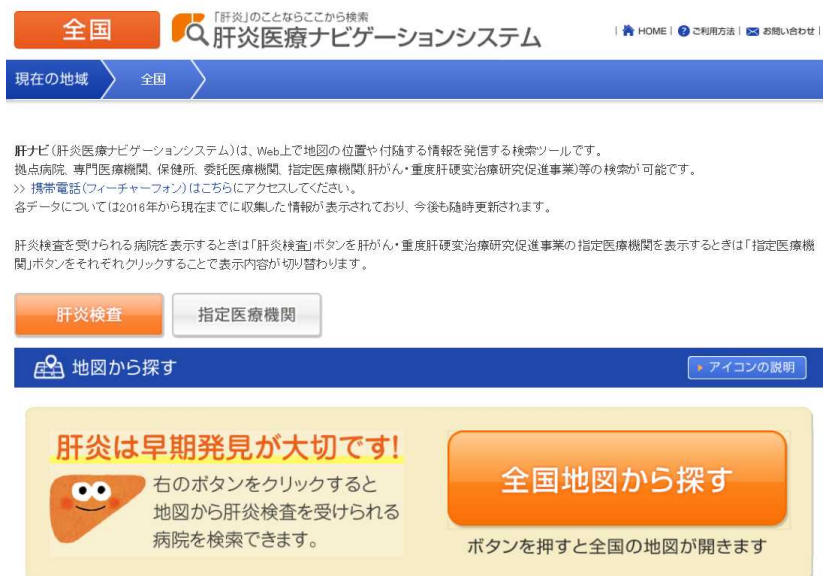 全国
「肝炎」のことならここから検索
肝炎医療ナビゲーションシステム
| HOME | ご利用方法 | お問い合わせ |
現在の地域 全国
肝ナビ(肝炎医療ナビゲーションシステム)は、Web上で地図の位置や付随する情報を発信する検索ツールです。
拠点病院、専門医療機関、保健所、委託医療機関、指定医療機関(肝がん・重度肝硬変治療研究促進事業)等の検索が可能です。
>> 携帯電話(フィーチャーフォン)はこちらにアクセスしてください。
各データについては2016年から現在までに収集した情報が表示されており、今後も随時更新されます。
肝炎検査を受けられる病院を表示するときは「肝炎検査」ボタンを肝がん・重度肝硬変治療研究促進事業の指定医療機関を表示するときは「指定医療機
関」ボタンをそれぞれクリックすることで表示内容が切り替わります。
肝炎検査
指定医療機関
地図から探す
アイコンの説明
肝炎は早期発見が大切です!
右のボタンをクリックすると
地図から肝炎検査を受けられる
病院を検索できます。
全国地図から探す
ボタンを押すと全国の地図が開きます